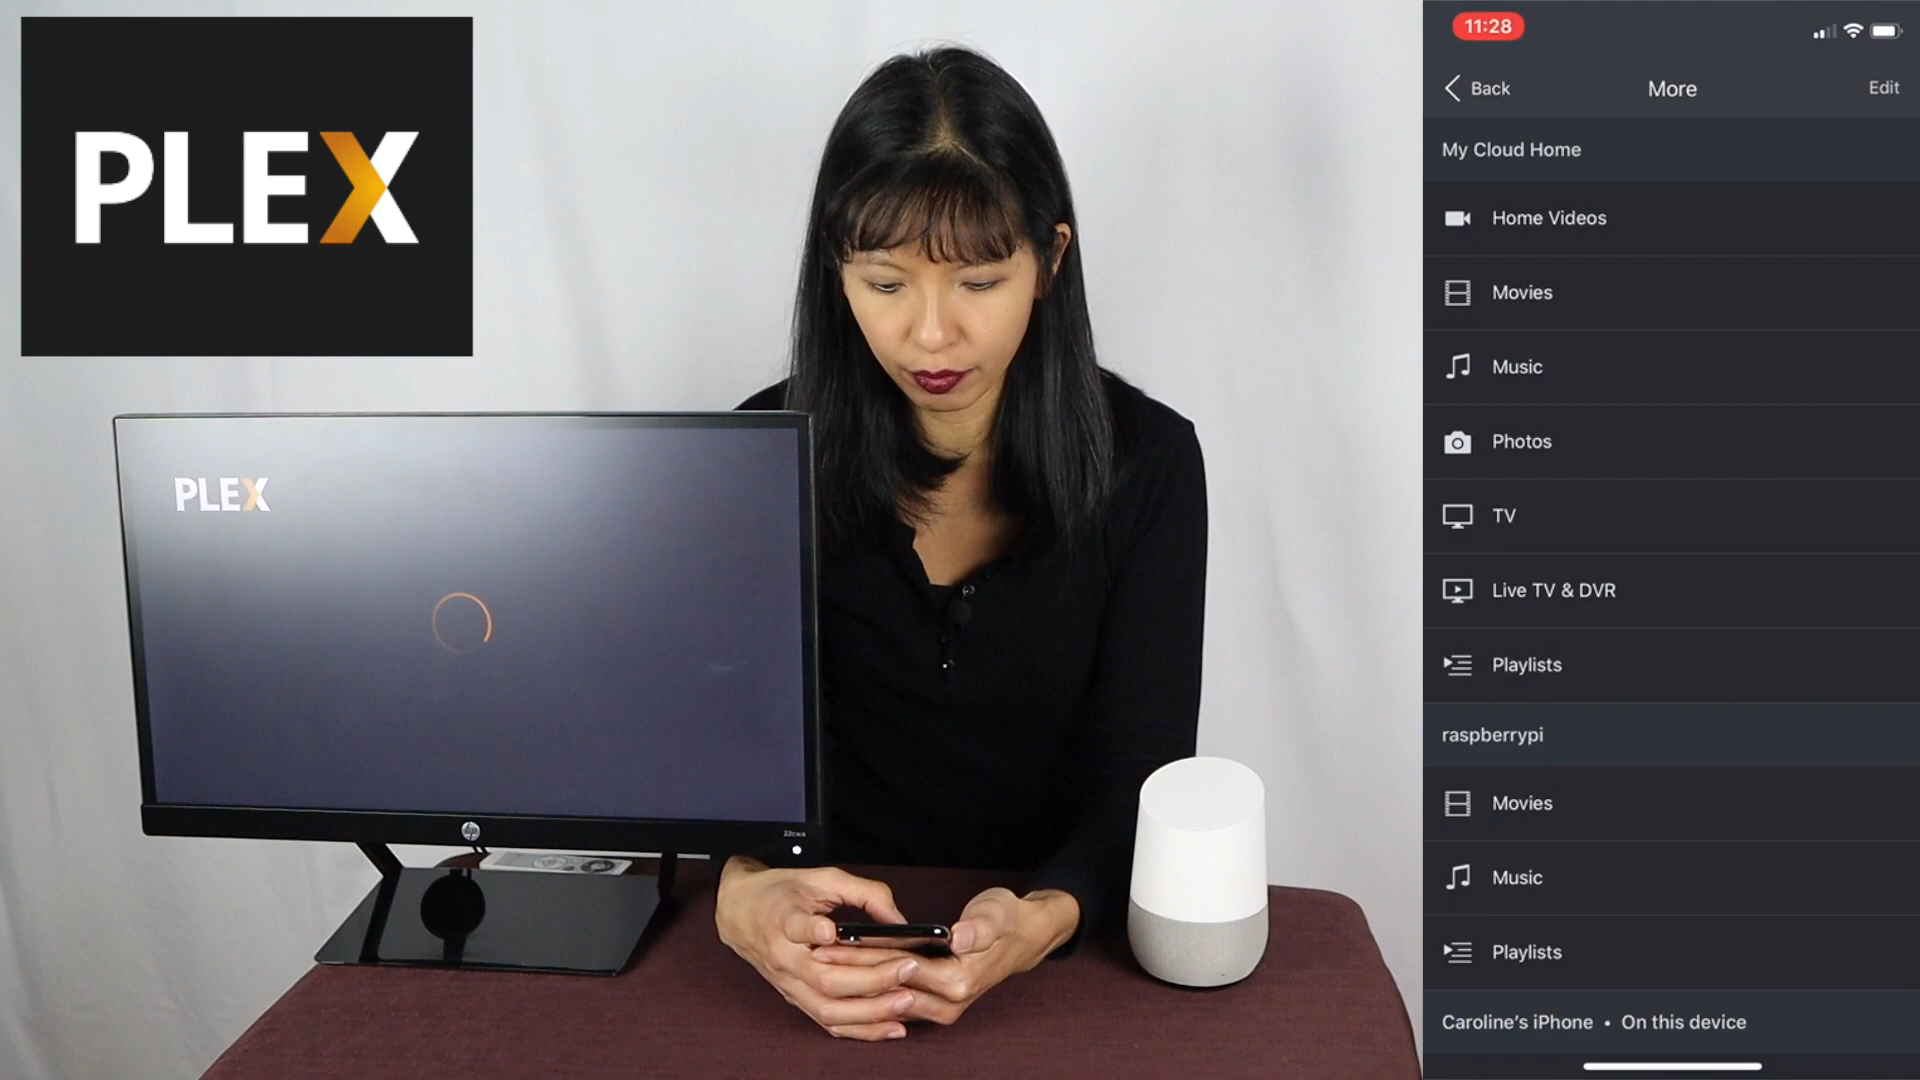 PLEX
PLEX
hp
11:28
Back
More
Edit
My Cloud Home
Home Videos
Movies
Music
Photos
TV
Live TV & DVR
Playlists
raspberrypi
Movies
Music
Playlists
Caroline's iPhone • On this device